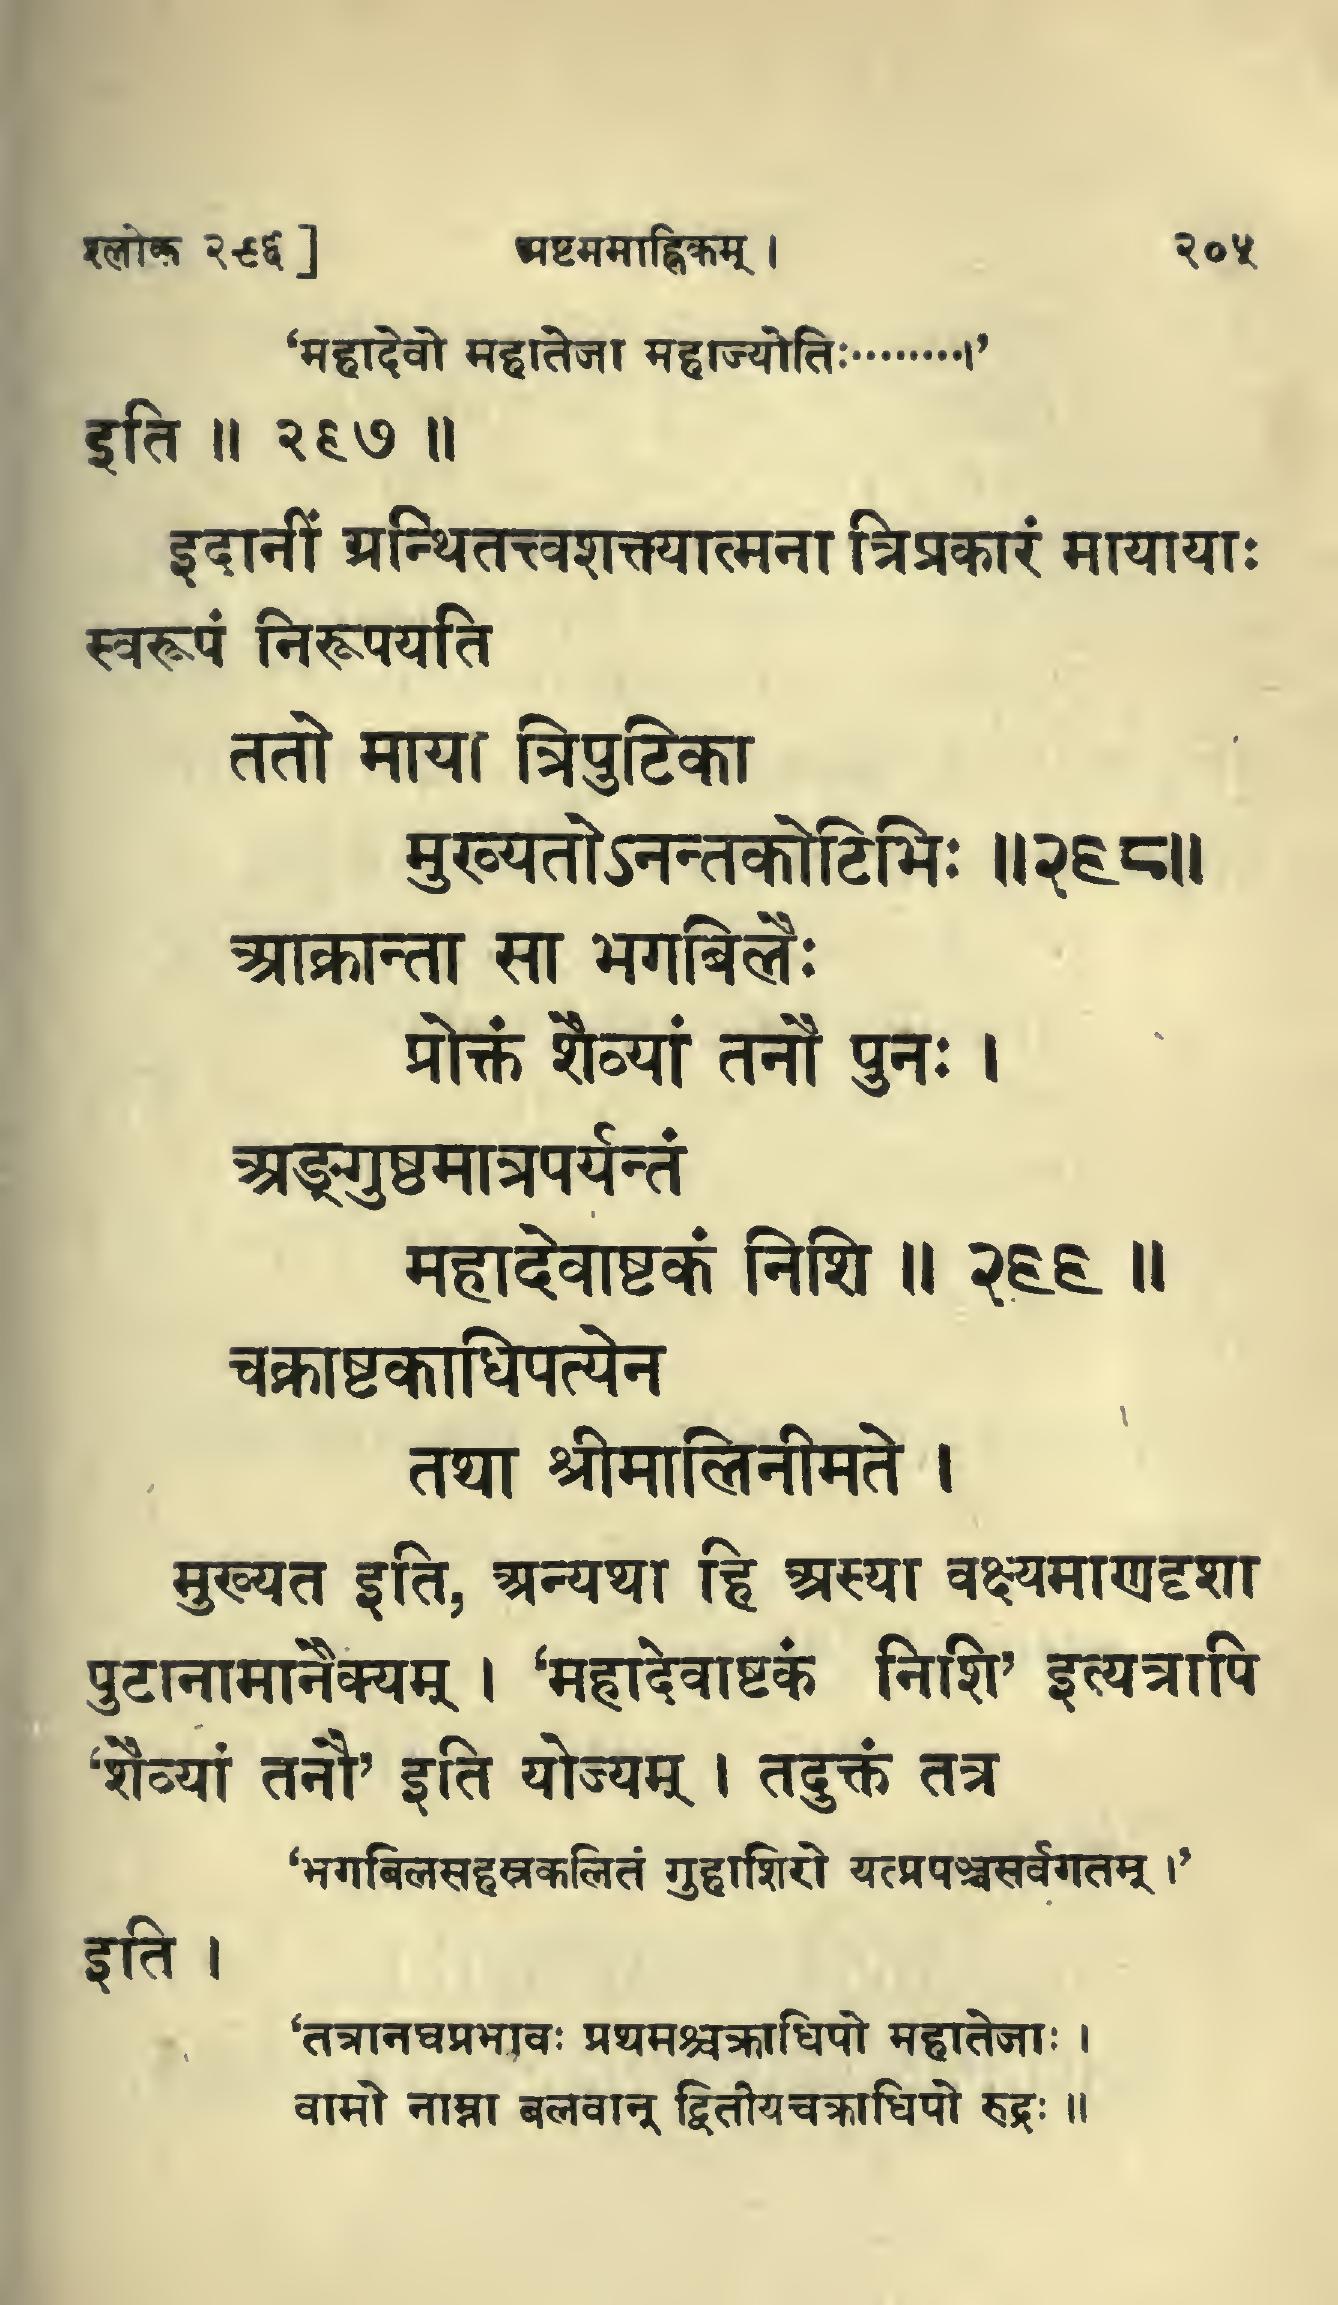 श्लोक २९६] अष्टममाह्निकम् । २०५
‘महादेवो महातेजा महाज्योतिः·········।’
इति ॥ २९७ ॥
इदानीं ग्रन्थितत्त्वशक्त्यात्मना त्रिप्रकारं मायायाः
स्वरूपं निरूपयति
ततो माया त्रिपुटिका
मुख्यतोऽनन्तकोटिभिः ॥२९८॥
आक्रान्ता सा भगबिलैः
प्रोक्तं शैव्यां तनौ पुनः ।
अङ्गुष्ठमात्रपर्यन्तं
महादेवाष्टकं निशि ॥ २९९ ॥
चक्राष्टकाधिपत्येन
तथा श्रीमालिनीमते ।
मुख्यत इति, अन्यथा हि अस्या वक्ष्यमाणदृशा
पुटानामानैक्यम् । ‘महादेवाष्टकं निशि’ इत्यत्रापि
‘शैव्यां तनौ’ इति योज्यम् । तदुक्तं तत्र
‘भगबिलसहस्रकलितं गुहाशिरो यत्प्रपञ्चसर्वगतम् ।’
इति ।
‘तत्रानघप्रभावः प्रथमश्चक्राधिपो महातेजाः ।
वामो नाम्ना बलवान् द्वितीयचक्राधिपो रुद्रः ॥